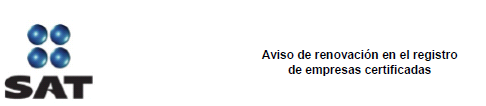 SAT
Aviso de renovación en el registro
de empresas certificadas